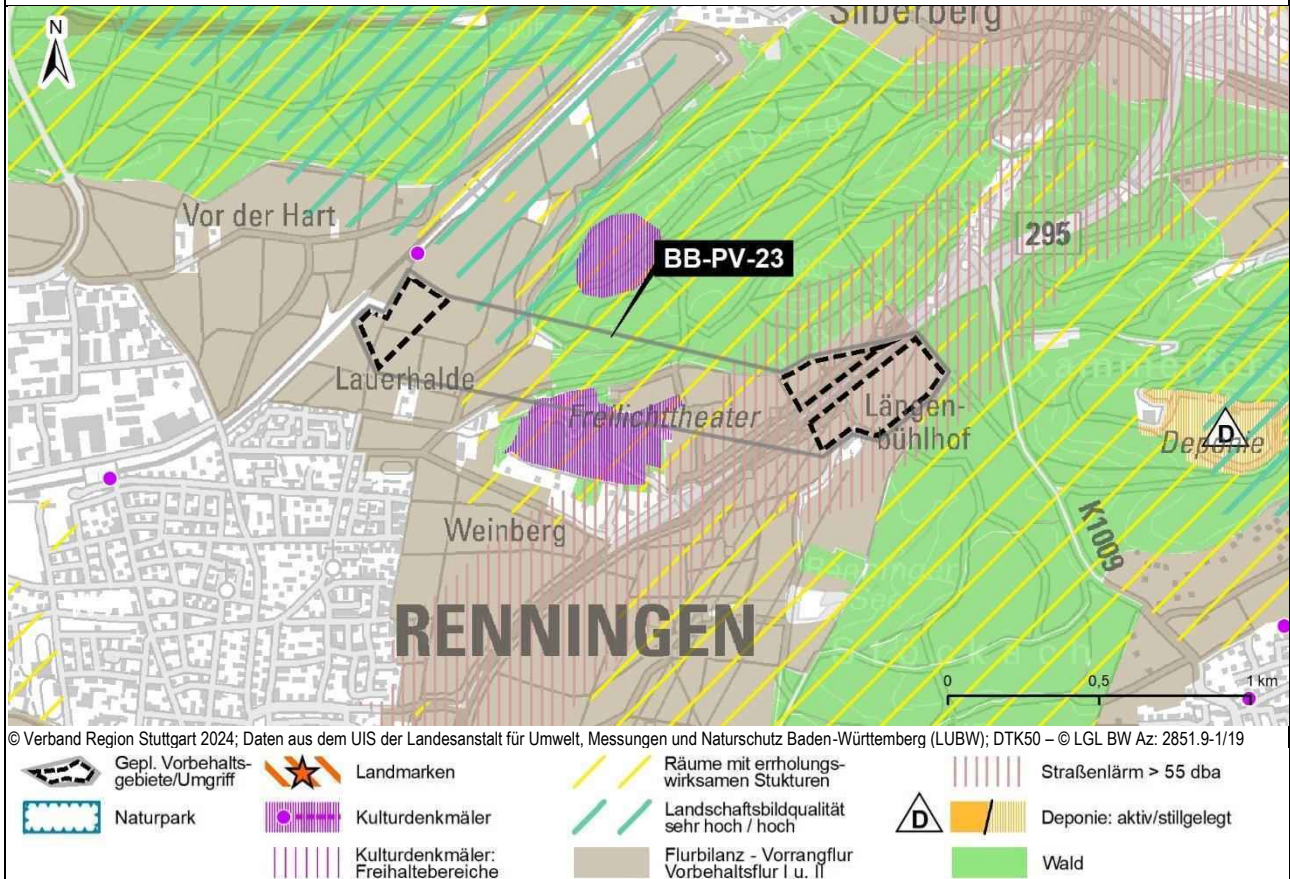 Silberberg
N
Vor der Hart
BB-PV-23
295
Lauerhalde
Freilichttheater
Längen-
bühlhof
D
Deponie
Weinberg
K1009
Renninger
See
RENNINGEN
0 0,5 1 km
© Verband Region Stuttgart 2024; Daten aus dem UIS der Landesanstalt für Umwelt, Messungen und Naturschutz Baden-Württemberg (LUBW); DTK50 – © LGL BW Az: 2851.9-1/19
Gepl. Vorbehalts-
gebiete/Umgriff
Naturpark
Landmarken
Kulturdenkmäler
Kulturdenkmäler:
Freihaltebereiche
Räume mit erholungs-
wirksamen Stukturen
Landschaftsbildqualität
sehr hoch / hoch
Flurbilanz - Vorrangflur
Vorbehaltsflur I u. II
Straßenlärm > 55 dba
D
Deponie: aktiv/stillgelegt
Wald